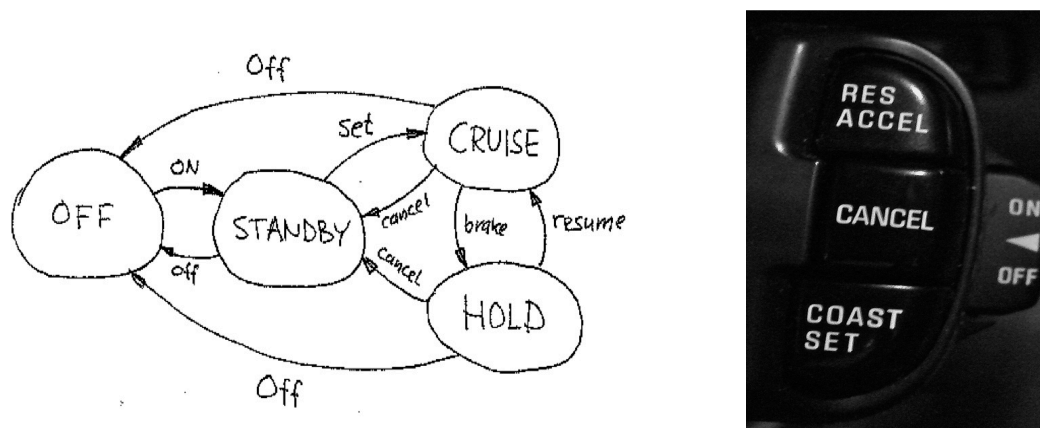 Off
set
CRUISE
ON
OFF
STANDBY
cancel
brake
resume
off
cancel
HOLD
Off
RES
ACCEL
CANCEL
ON
OFF
COAST
SET